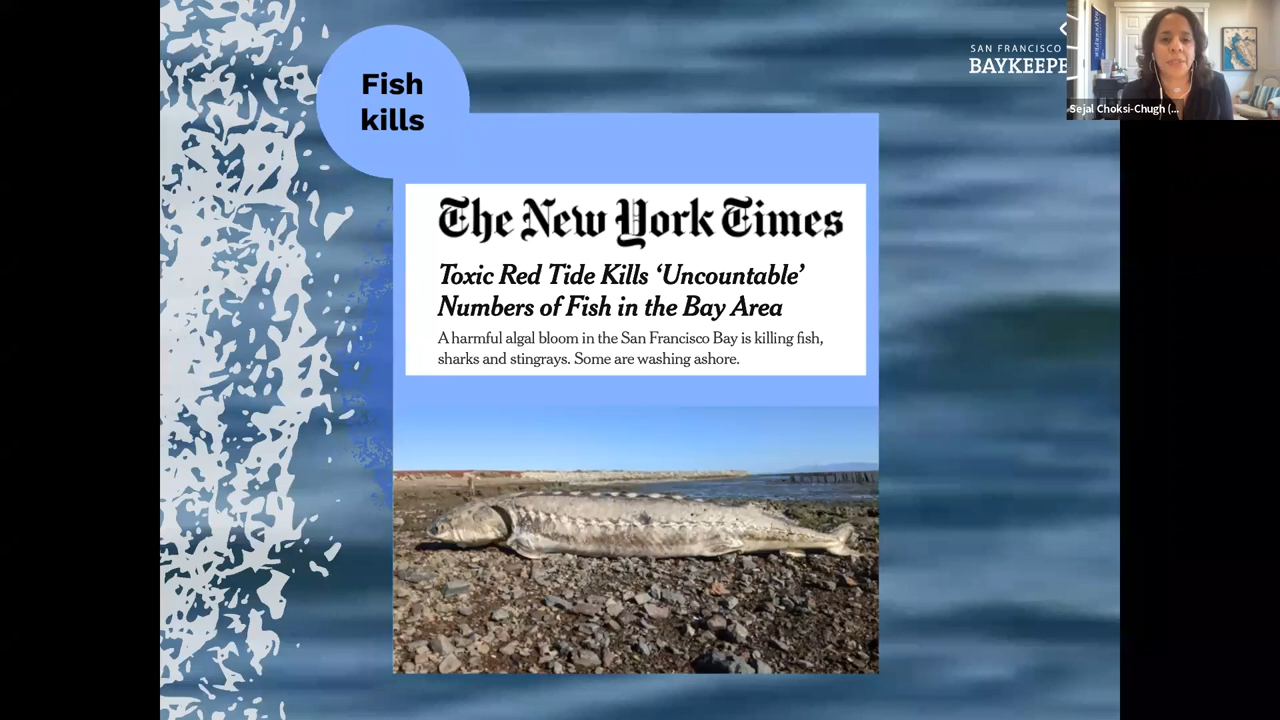 Fish
kills
SAN FRANCISCO
BAYKEEPE
Sejal Choksi-Chugh (...
The New York Times
Toxic Red Tide Kills ‘Uncountable’
Numbers of Fish in the Bay Area
A harmful algal bloom in the San Francisco Bay is killing fish,
sharks and stingrays. Some are washing ashore.